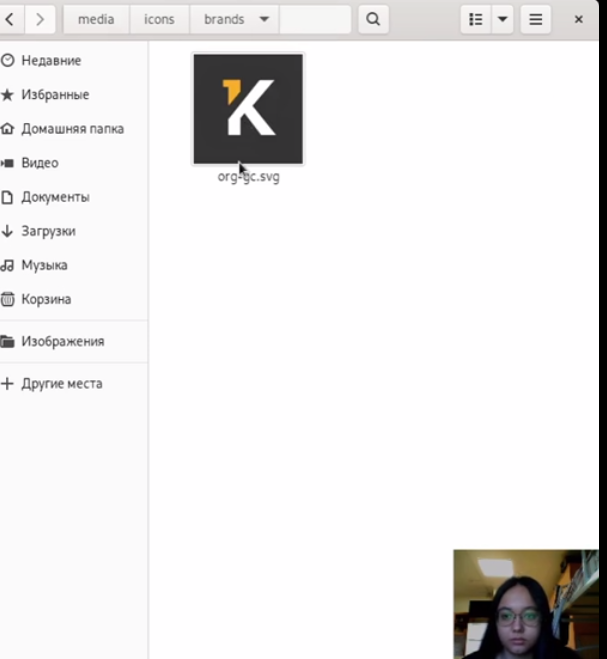 media icons brands
Недавние
Избранные
Домашняя папка
Видео
Документы
Загрузки
Музыка
Корзина
Изображения
Другие места
K
org-gc.svg